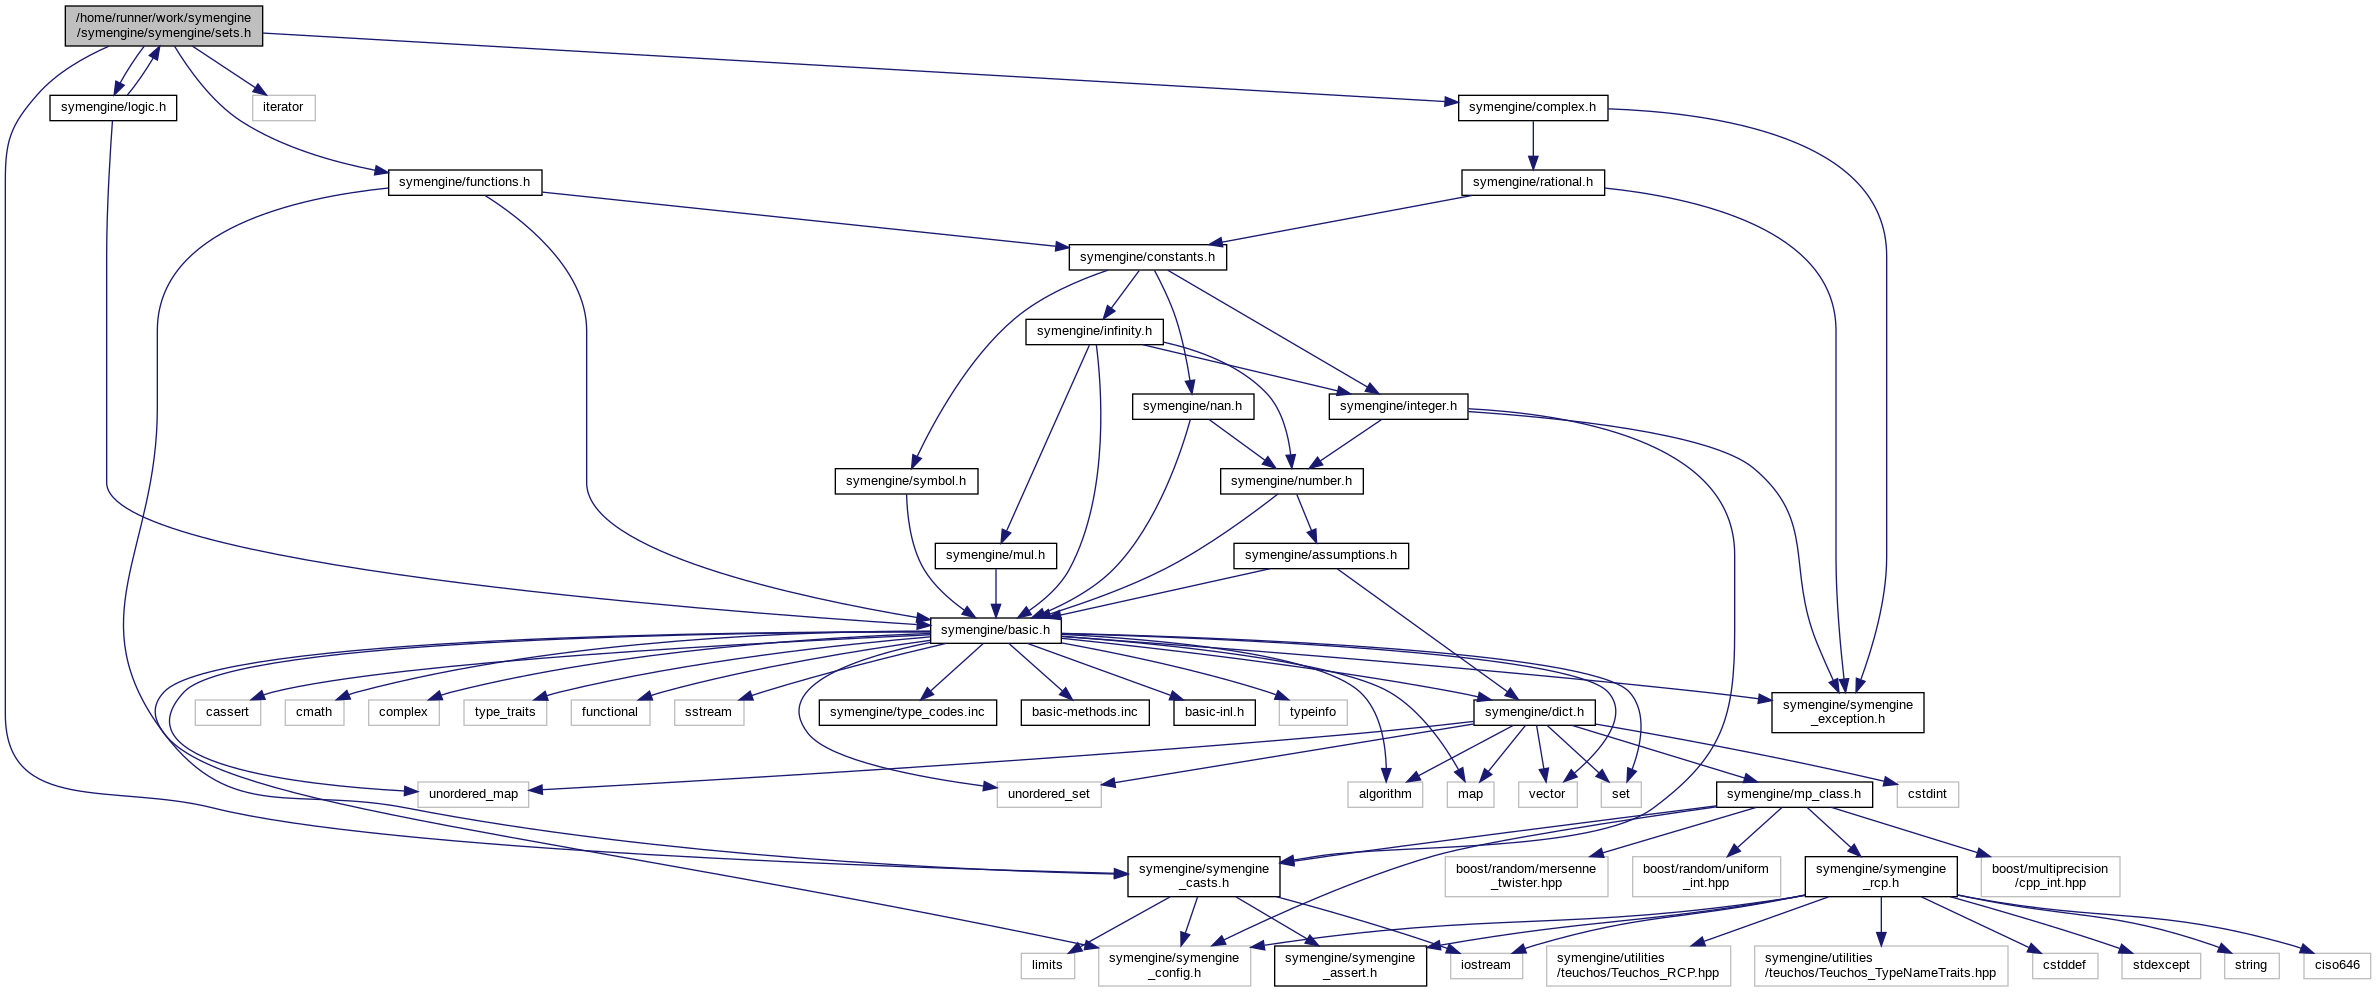 /home/runner/work/symengine
/symengine/symengine/sets.h
symengine/logic.h
iterator
symengine/complex.h
symengine/functions.h
symengine/rational.h
symengine/constants.h
symengine/infinity.h
symengine/nan.h
symengine/integer.h
symengine/symbol.h
symengine/number.h
symengine/mul.h
symengine/assumptions.h
symengine/basic.h
cassert
cmath
complex
type_traits
functional
sstream
symengine/type_codes.inc
basic-methods.inc
basic-inl.h
typeinfo
symengine/dict.h
symengine/symengine
_exception.h
unordered_map
unordered_set
algorithm
map
vector
set
symengine/mp_class.h
cstdint
symengine/symengine
_casts.h
boost/random/mersenne
_twister.hpp
boost/random/uniform
_int.hpp
symengine/symengine
_rcp.h
boost/multiprecision
/cpp_int.hpp
limits
symengine/symengine
_config.h
symengine/symengine
_assert.h
iostream
symengine/utilities
/teuchos/Teuchos_RCP.hpp
symengine/utilities
/teuchos/Teuchos_TypeNameTraits.hpp
cstddef
stdexcept
string
ciso646